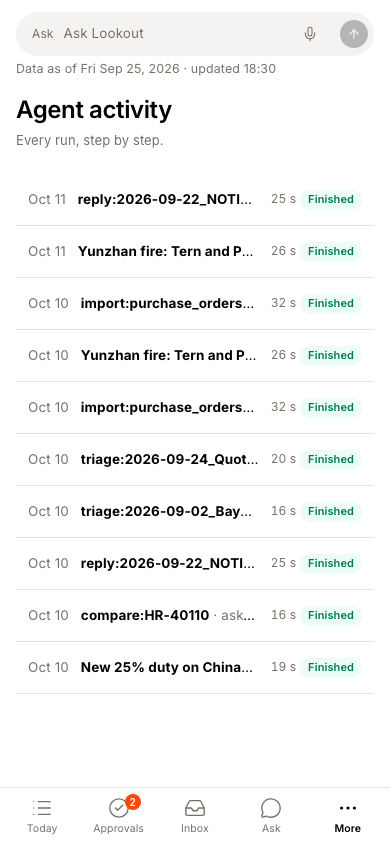 Ask Ask Lookout
Data as of Fri Sep 25, 2026 · updated 18:30
Agent activity
Every run, step by step.
Oct 11 reply:2026-09-22_NOTI... 25 s Finished
Oct 11 Yunzhan fire: Tern and P... 26 s Finished
Oct 10 import:purchase_orders... 32 s Finished
Oct 10 Yunzhan fire: Tern and P... 26 s Finished
Oct 10 import:purchase_orders... 32 s Finished
Oct 10 triage:2026-09-24_Quot... 20 s Finished
Oct 10 triage:2026-09-02_Bay... 16 s Finished
Oct 10 reply:2026-09-22_NOTI... 25 s Finished
Oct 10 compare:HR-40110 · ask... 16 s Finished
Oct 10 New 25% duty on China... 19 s Finished
2
Today Approvals Inbox Ask More